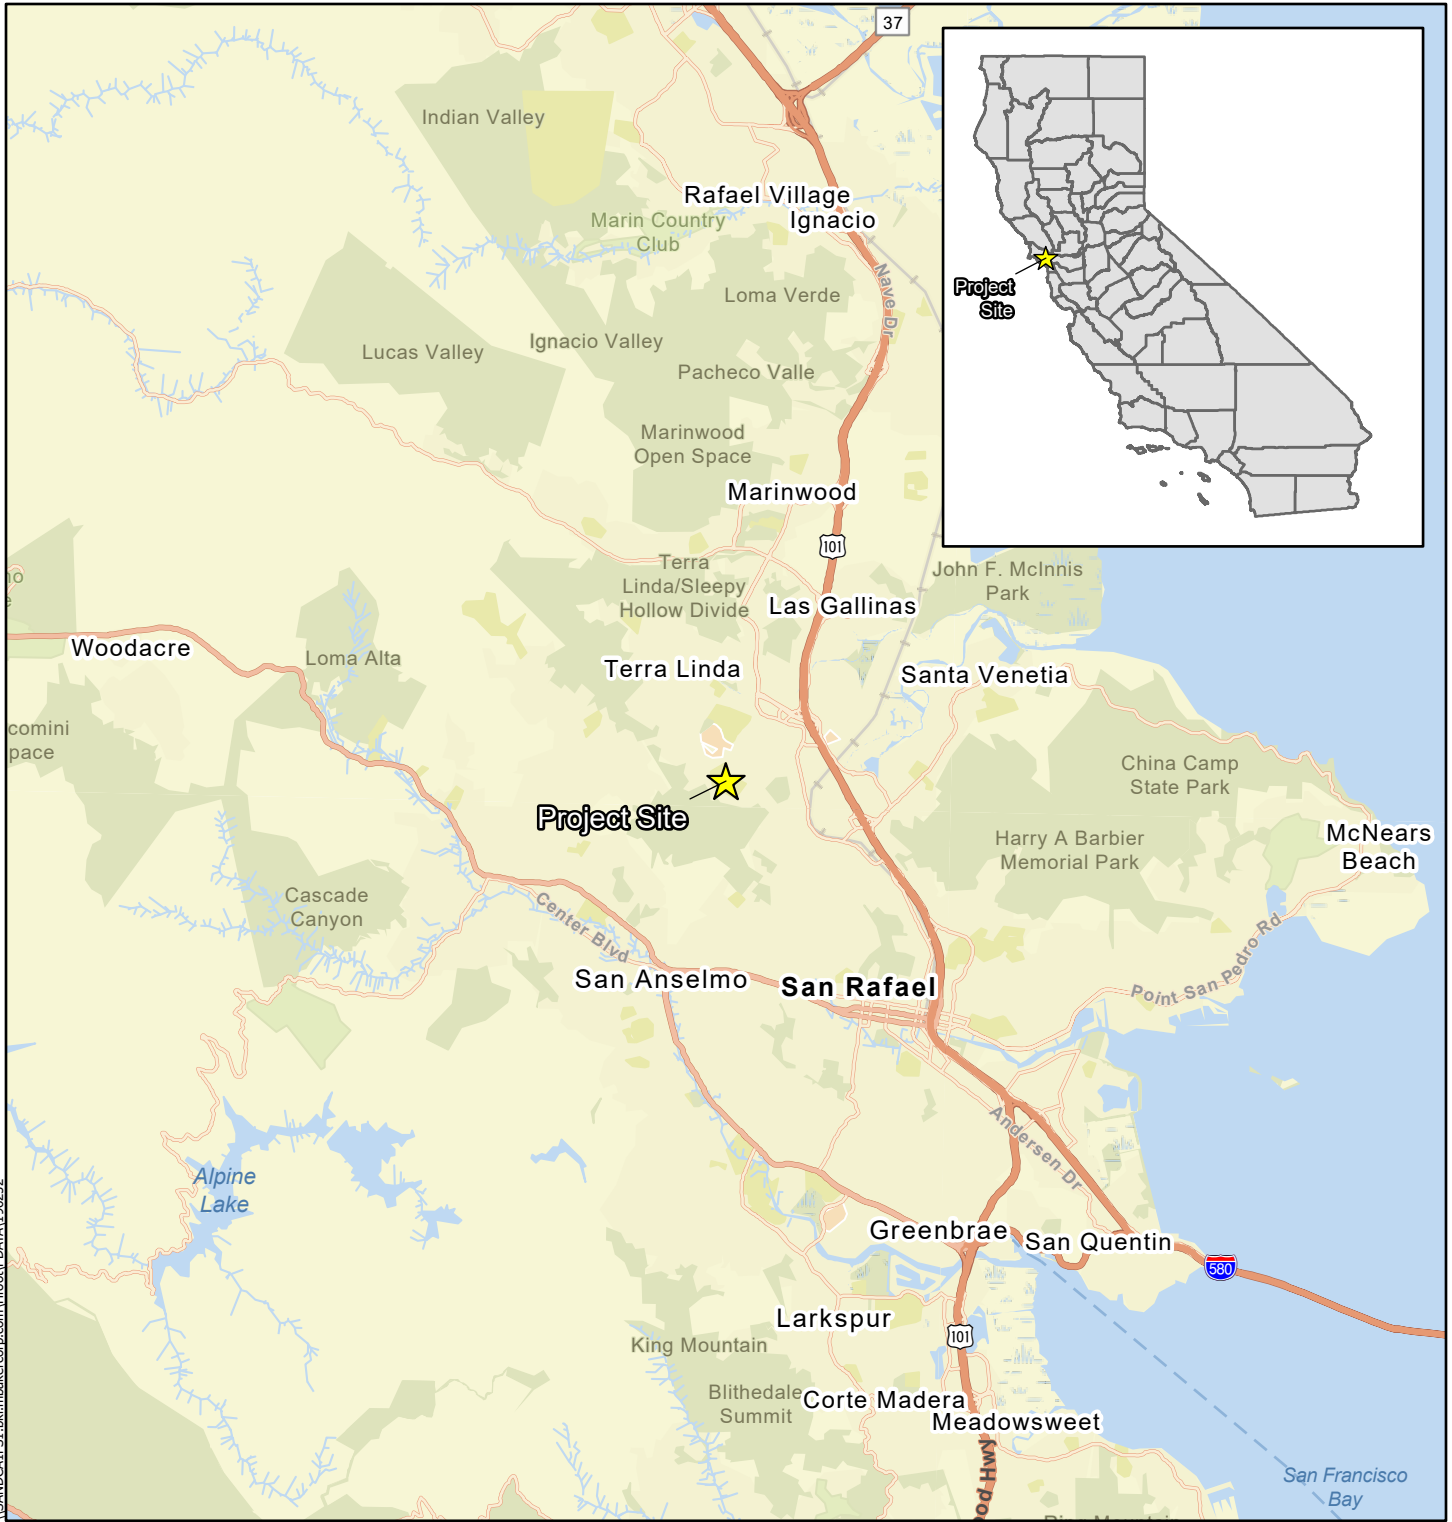 37
Indian Valley
Rafael Village
Ignacio
Marin Country
Club
Nave Dr
Loma Verde
Ignacio Valley
Lucas Valley
Pacheco Valle
Marinwood
Open Space
Marinwood
101
Project
Site
Terra
Linda/Sleepy
Hollow Divide
John F. McInnis
Park
Las Gallinas
Woodacre
Loma Alta
Terra Linda
Santa Venetia
comini
pace
China Camp
State Park
Project Site
Harry A Barbier
Memorial Park
McNears
Beach
Cascade
Canyon
Center Blvd
San Anselmo
San Rafael
Point San Pedro Rd
Andersen Dr
Alpine
Lake
Greenbrae
San Quentin
580
Larkspur
101
King Mountain
Blithedale
Summit
Corte Madera
Meadowsweet
ood Hwy
San Francisco
Bay